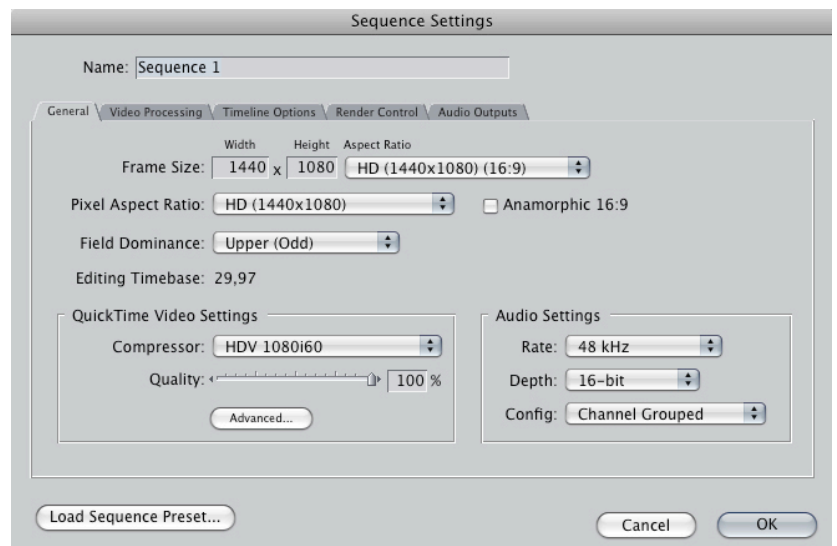 Sequence Settings
Name: Sequence 1
General Video Processing Timeline Options Render Control Audio Outputs
Width Height Aspect Ratio
Frame Size: 1440 x 1080 HD (1440x1080) (16:9)
Pixel Aspect Ratio: HD (1440x1080) Anamorphic 16:9
Field Dominance: Upper (Odd)
Editing Timebase: 29,97
QuickTime Video Settings
Compressor: HDV 1080i60
Quality: 100 %
Advanced...
Audio Settings
Rate: 48 kHz
Depth: 16-bit
Config: Channel Grouped
Load Sequence Preset...
Cancel OK